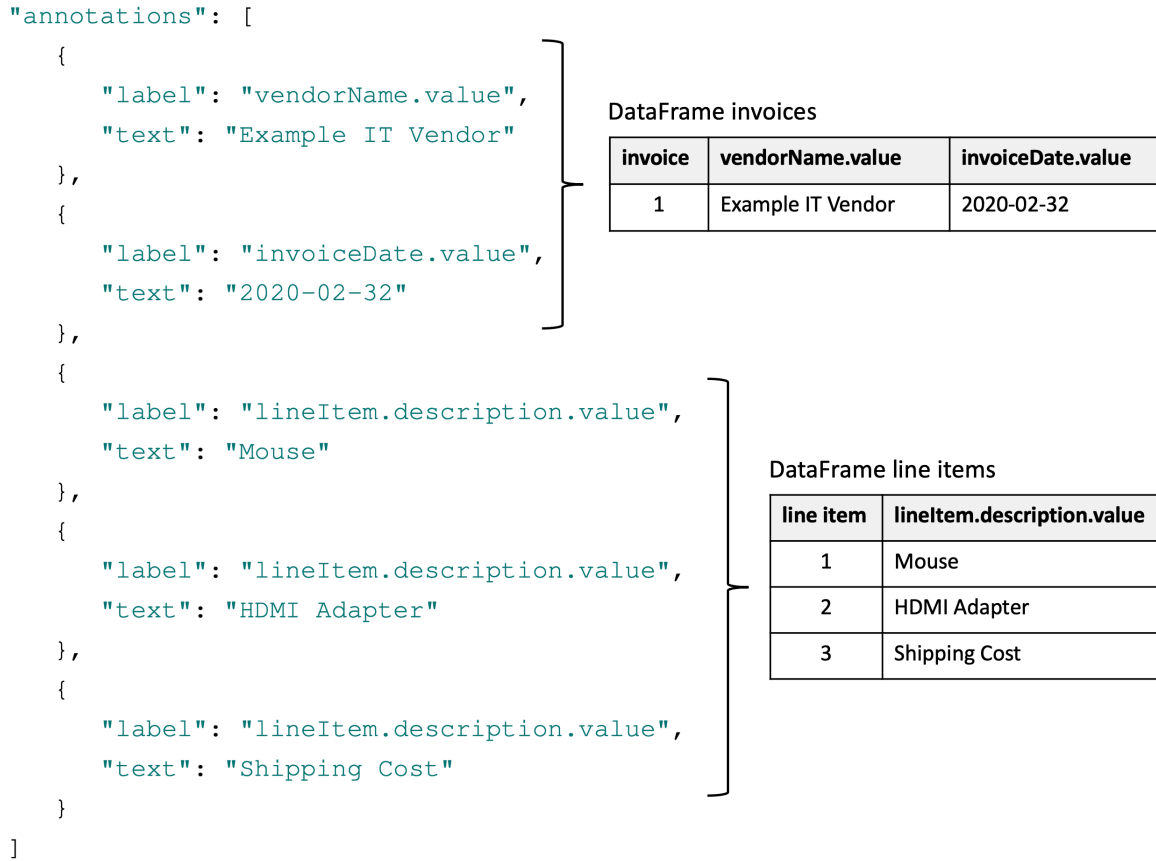 "annotations": [
{
"label": "vendorName.value",
"text": "Example IT Vendor"
},
{
"label": "invoiceDate.value",
"text": "2020-02-32"
},
{
"label": "lineItem.description.value",
"text": "Mouse"
},
{
"label": "lineItem.description.value",
"text": "HDMI Adapter"
},
{
"label": "lineItem.description.value",
"text": "Shipping Cost"
}
]
DataFrame invoices
invoice vendorName.value invoiceDate.value
1 Example IT Vendor 2020-02-32
DataFrame line items
line item lineItem.description.value
1 Mouse
2 HDMI Adapter
3 Shipping Cost